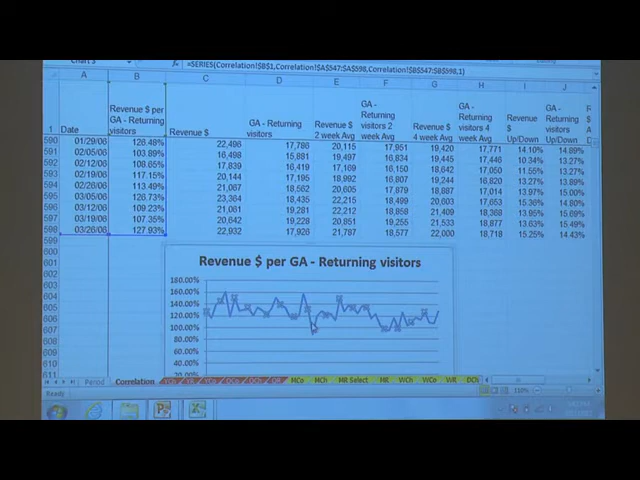 =SERIES(Correlation!$B$1,Correlation!$A$547:$A$598,Correlation!$B$547:$B$598,1)
A B C D E F G H I J
1 Date Revenue $ per GA - Returning visitors Revenue $ GA - Returning visitors Revenue $ 2 week Avg GA - Returning visitors 2 week Avg Revenue $ 4 week Avg GA - Returning visitors 4 week Avg Revenue $ Up/Down GA - Returning visitors Up/Down
590 01/29/06 126.48% 22,496 17,786 20,115 17,951 19,420 17,771 14.10% 14.89%
591 02/05/06 103.89% 16,498 15,881 19,497 16,834 19,445 17,446 10.34% 13.27%
592 02/12/06 108.65% 17,839 16,419 17,169 16,150 18,642 17,050 11.55% 13.27%
593 02/19/06 117.15% 20,144 17,195 18,992 16,807 19,244 16,820 13.27% 13.89%
594 02/26/06 113.49% 21,067 18,562 20,605 17,879 18,887 17,014 13.97% 15.00%
595 03/05/06 126.73% 23,364 18,435 22,215 18,499 20,603 17,653 15.36% 14.80%
596 03/12/06 109.23% 21,061 19,281 22,212 18,858 21,409 18,368 13.95% 15.69%
597 03/19/06 107.35% 20,642 19,228 20,851 19,255 21,533 18,877 13.63% 15.49%
598 03/26/06 127.93% 22,932 17,926 21,787 18,577 22,000 18,718 15.25% 14.43%
599
600
603
604
605
606
607
608
609
610
611
Revenue $ per GA - Returning visitors
180.00%
160.00%
140.00%
120.00%
100.00%
80.00%
60.00%
40.00%
20.00%
Period Correlation MCo MCh MR Select MR WCh WCo WR DCh
Ready 110%